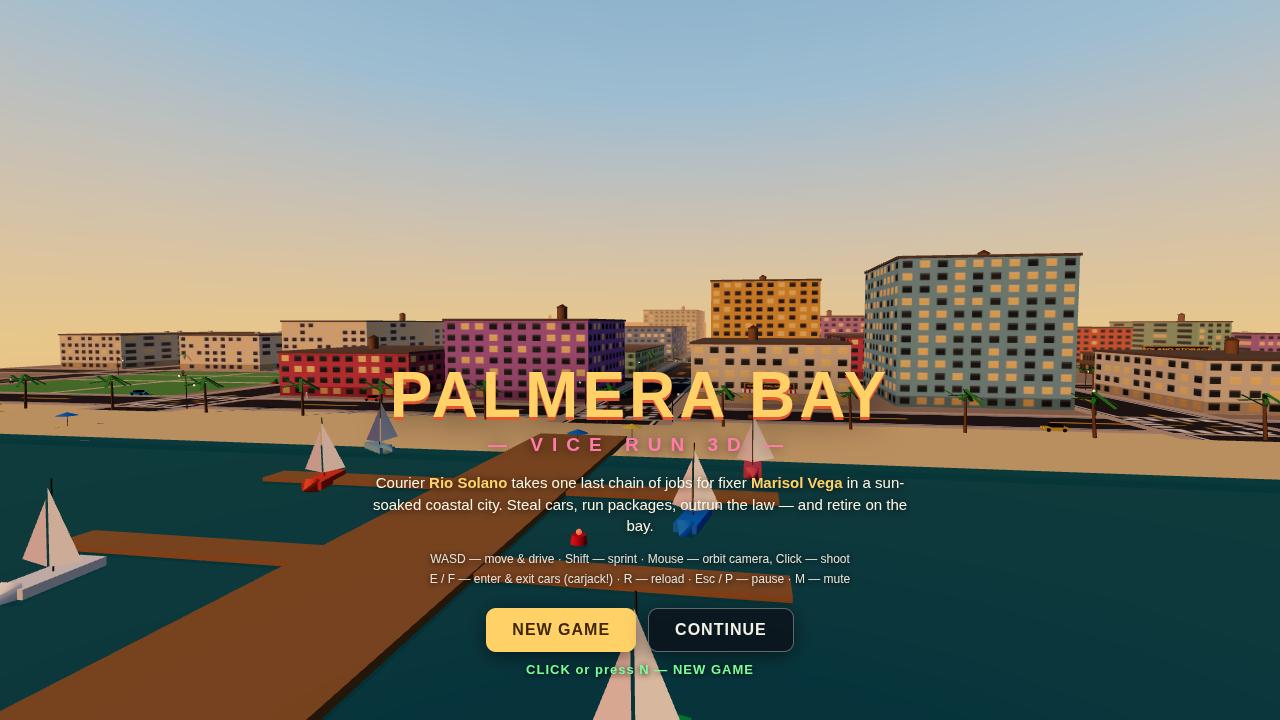 PALMERA BAY
— VICE RUN 3D —
Courier Rio Solano takes one last chain of jobs for fixer Marisol Vega in a sun-
soaked coastal city. Steal cars, run packages, outrun the law — and retire on the
bay.
WASD — move & drive · Shift — sprint · Mouse — orbit camera, Click — shoot
E / F — enter & exit cars (carjack!) · R — reload · Esc / P — pause · M — mute
NEW GAME
CONTINUE
CLICK or press N — NEW GAME